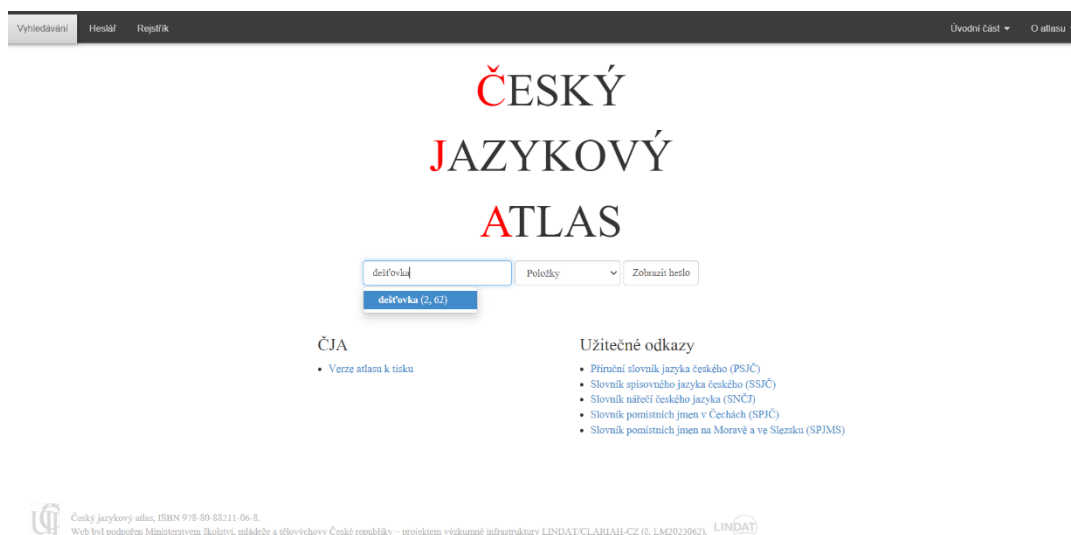 Vyhledávání Heslář Rejstřík Úvodní část O atlasu
ČESKÝ
JAZYKOVÝ
ATLAS
dešťovka Položky Zobrazit heslo
dešťovka (2, 62)
ČJA
Verze atlasu k tisku
Užitečné odkazy
Příruční slovník jazyka českého (PSJČ)
Slovník spisovného jazyka českého (SSJČ)
Slovník nářečí českého jazyka (SNČJ)
Slovník pomístních jmen v Čechách (SPJČ)
Slovník pomístních jmen na Moravě a ve Slezsku (SPJMS)
Český jazykový atlas, ISBN 978-80-88211-06-8.
Web byl podpořen Ministerstvem školství, mládeže a tělovýchovy České republiky – projektem výzkumné infrastruktury LINDAT/CLARIAH-CZ (č. LM2023062).
LINDAT